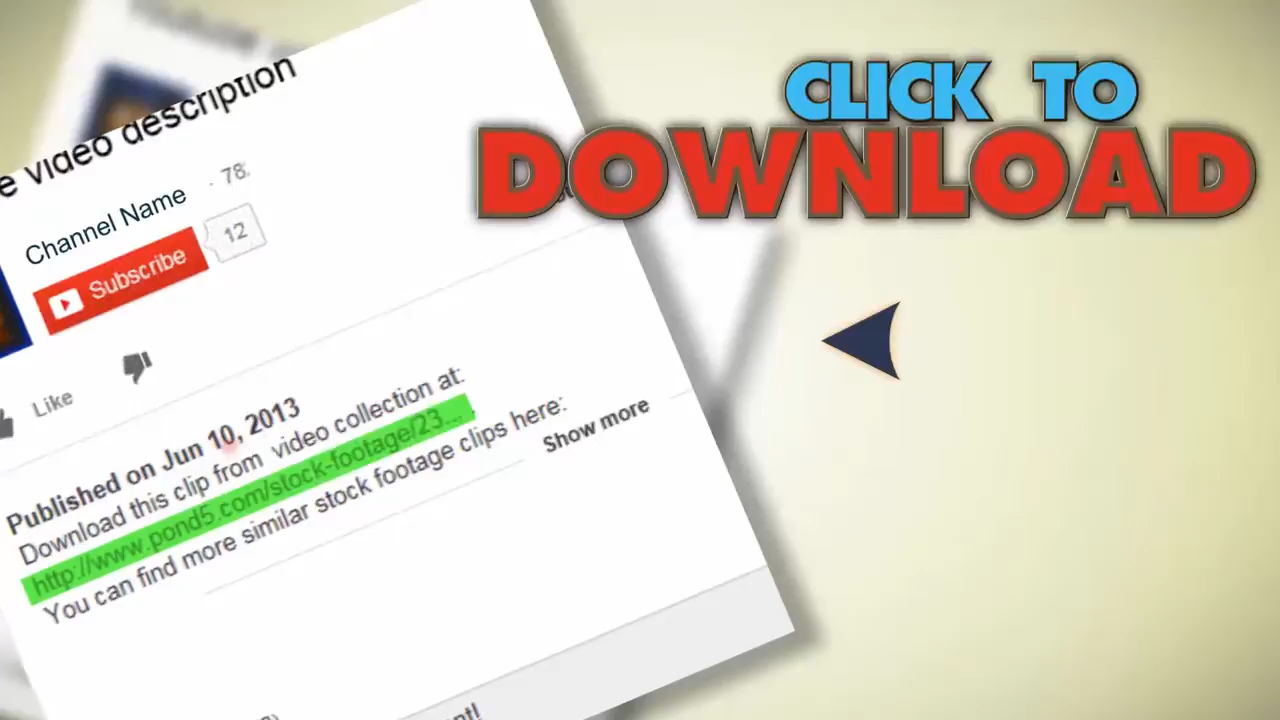 CLICK TO
DOWNLOAD
e video description
Channel Name
78
Subscribe
12
Like
Published on Jun 10, 2013
Download this clip from video collection at:
http://www.pond5.com/stock-footage/23...
You can find more similar stock footage clips here:
Show more